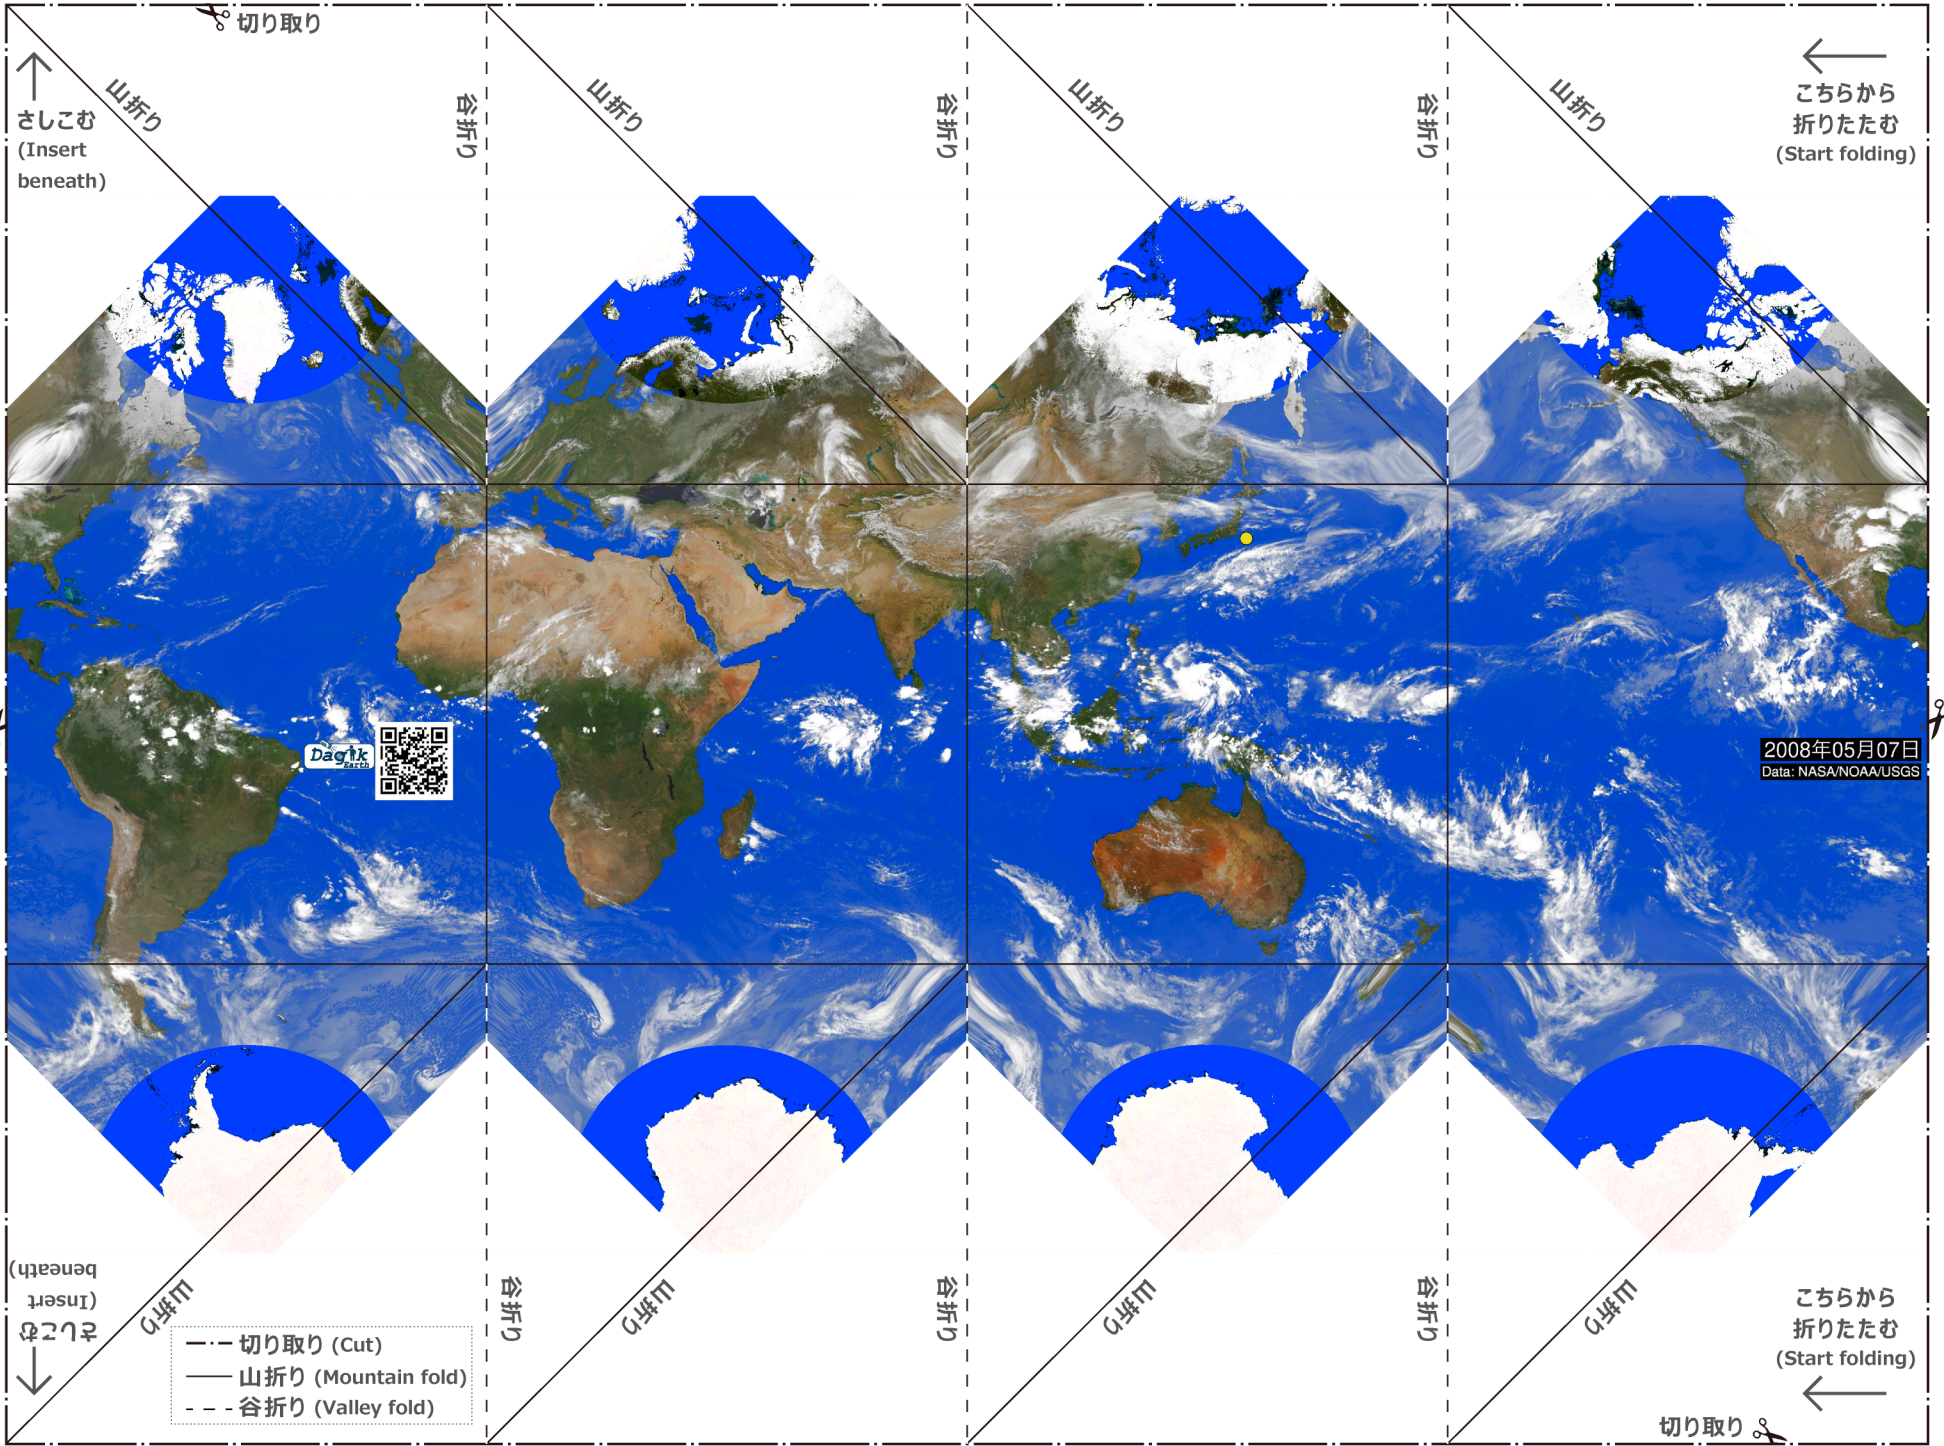 切り取り
山折り
谷折り
山折り
谷折り
山折り
谷折り
山折り
さしこむ
(Insert
beneath)
こちらから
折りたたむ
(Start folding)
Dagik
Earth
2008年05月07日
Data: NASA/NOAA/USGS
さしこむ
(Insert
beneath)
山折り
谷折り
山折り
谷折り
山折り
谷折り
山折り
こちらから
折りたたむ
(Start folding)
切り取り (Cut)
山折り (Mountain fold)
谷折り (Valley fold)
切り取り